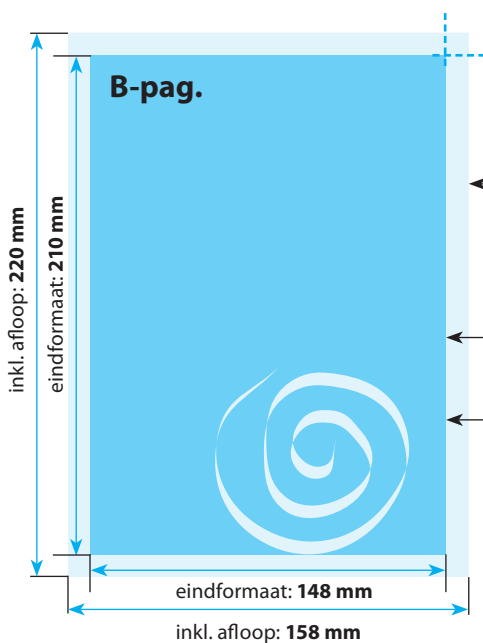 B-pag.
inkl. afloop: 220 mm
eindformaat: 210 mm
eindformaat: 148 mm
inkl. afloop: 158 mm